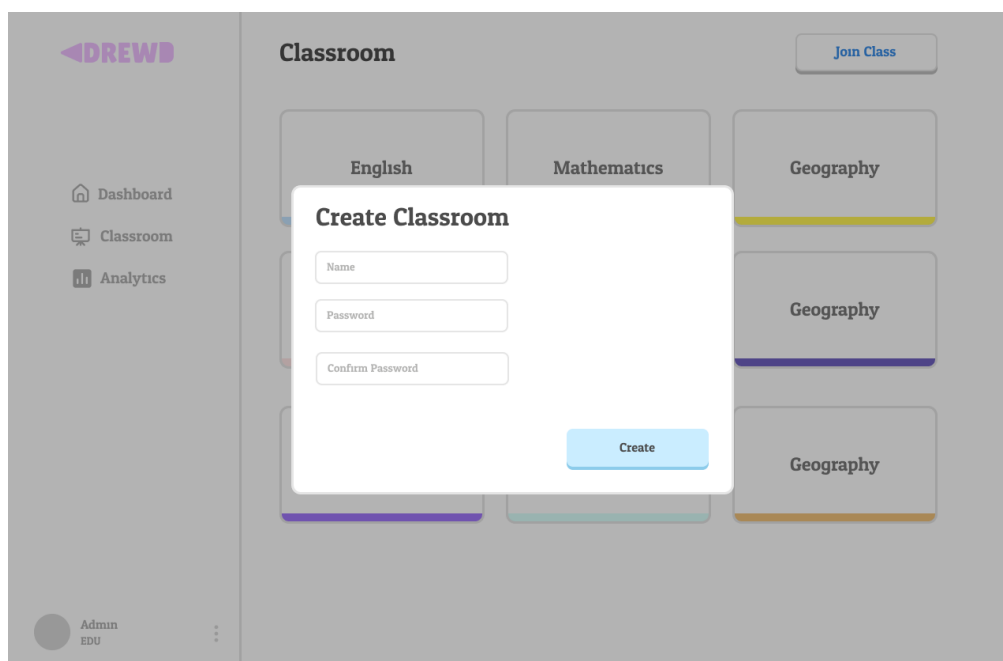 DREWD
Classroom
Join Class
Dashboard
Classroom
Analytics
English
Mathematics
Geography
Create Classroom
Name
Password
Confirm Password
Create
Geography
Geography
Admin
EDU